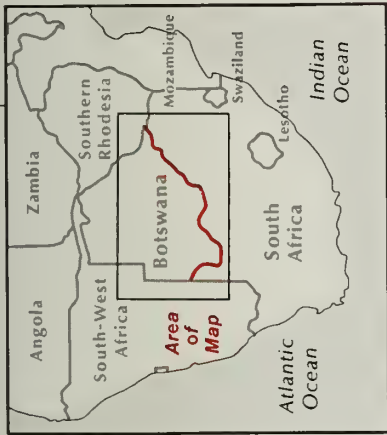 Angola
Zambia
South-West
Africa
Southern
Rhodesia
Mozambique
Botswana
Swaziland
Area
of
Map
South
Africa
Lesotho
Atlantic
Ocean
Indian
Ocean